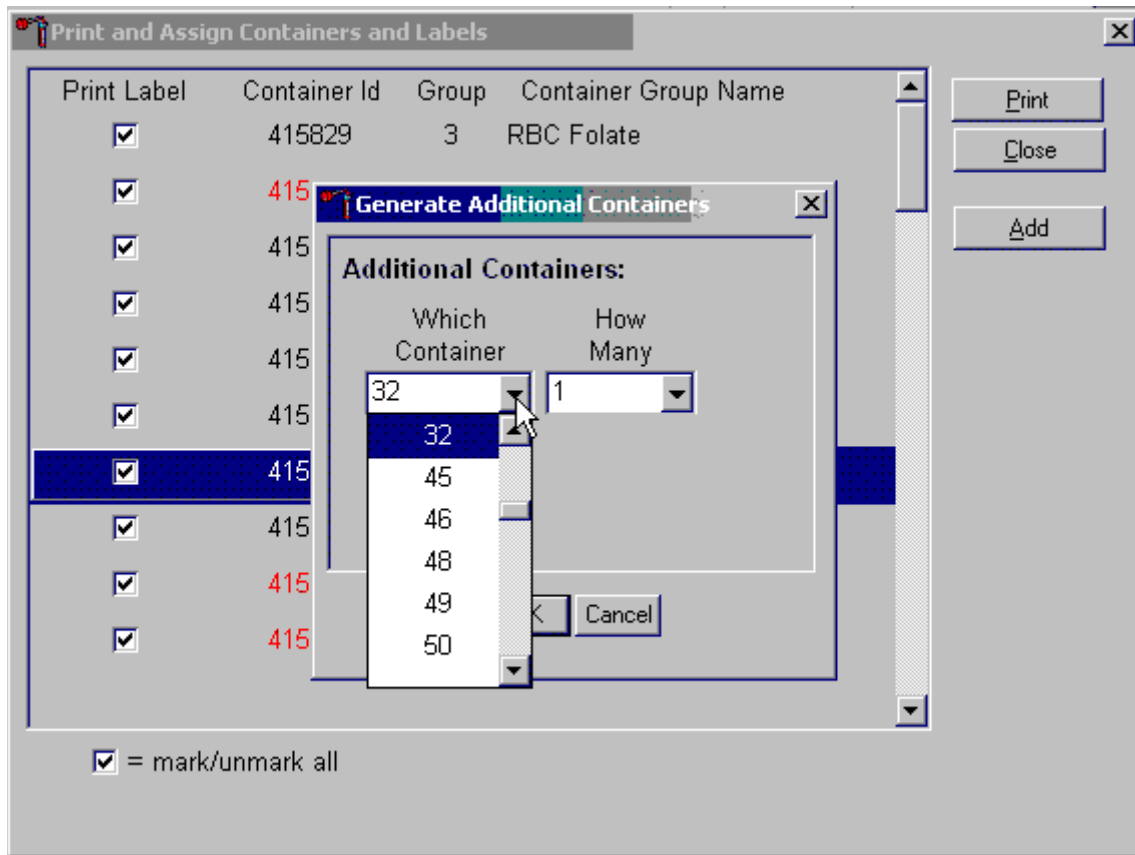 Print and Assign Containers and Labels
Print Label Container Id Group Container Group Name
415829 3 RBC Folate
415
415
415
415
415
415
415
415
415
Print
Close
Add
Generate Additional Containers
Additional Containers:
Which Container
How Many
32 1
32
45
46
48
49
50
K Cancel
= mark/unmark all